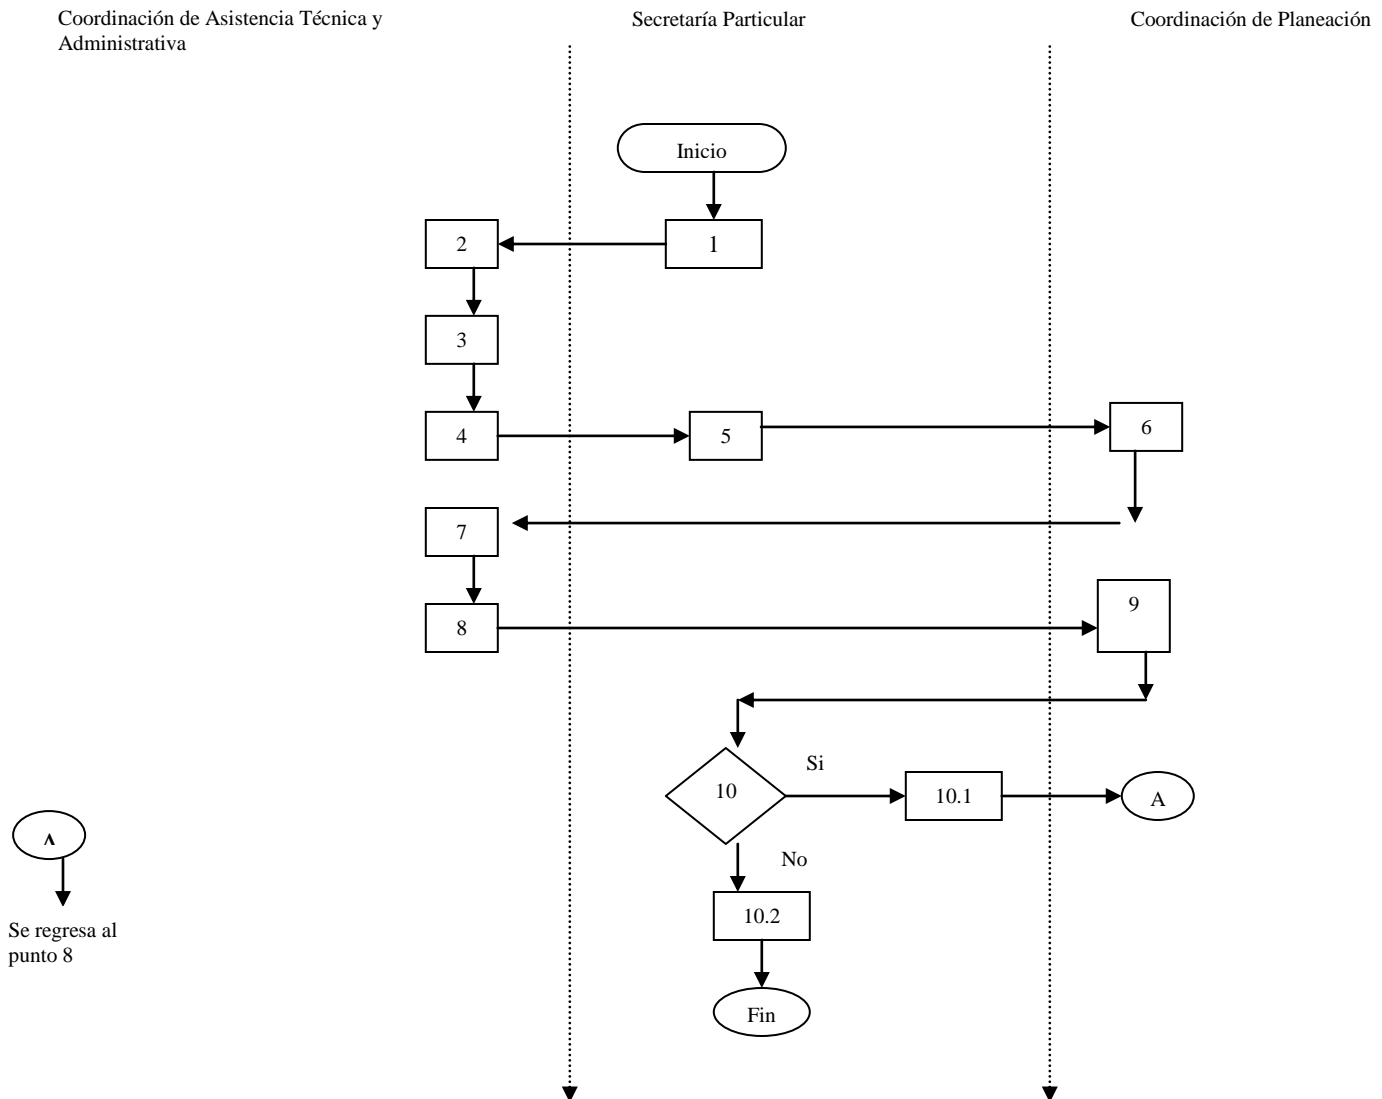 Coordinación de Asistencia Técnica y
Administrativa
Secretaría Particular
Coordinación de Planeación
Inicio
2
1
3
4
5
6
7
8
9
10
Si
10.1
A
No
10.2
Se regresa al
punto 8
Fin